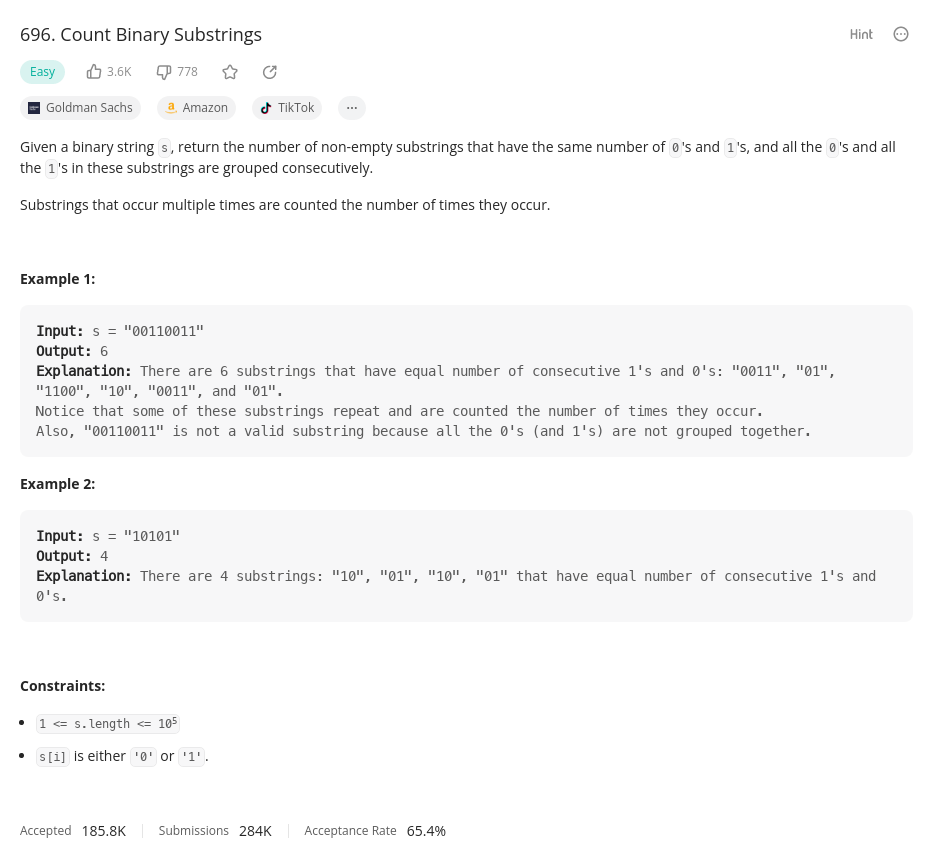 696. Count Binary Substrings
Hint
Easy
3.6K
778
Goldman Sachs
Amazon
TikTok
Given a binary string s, return the number of non-empty substrings that have the same number of 0's and 1's, and all the 0's and all
the 1's in these substrings are grouped consecutively.
Substrings that occur multiple times are counted the number of times they occur.
Example 1:
Input: s = "00110011"
Output: 6
Explanation: There are 6 substrings that have equal number of consecutive 1's and 0's: "0011", "01",
"1100", "10", "0011", and "01".
Notice that some of these substrings repeat and are counted the number of times they occur.
Also, "00110011" is not a valid substring because all the 0's (and 1's) are not grouped together.
Example 2:
Input: s = "10101"
Output: 4
Explanation: There are 4 substrings: "10", "01", "10", "01" that have equal number of consecutive 1's and
0's.
Constraints:
• 1 <= s.length <= 10⁵
• s[i] is either '0' or '1'.
Accepted 185.8K Submissions 284K Acceptance Rate 65.4%